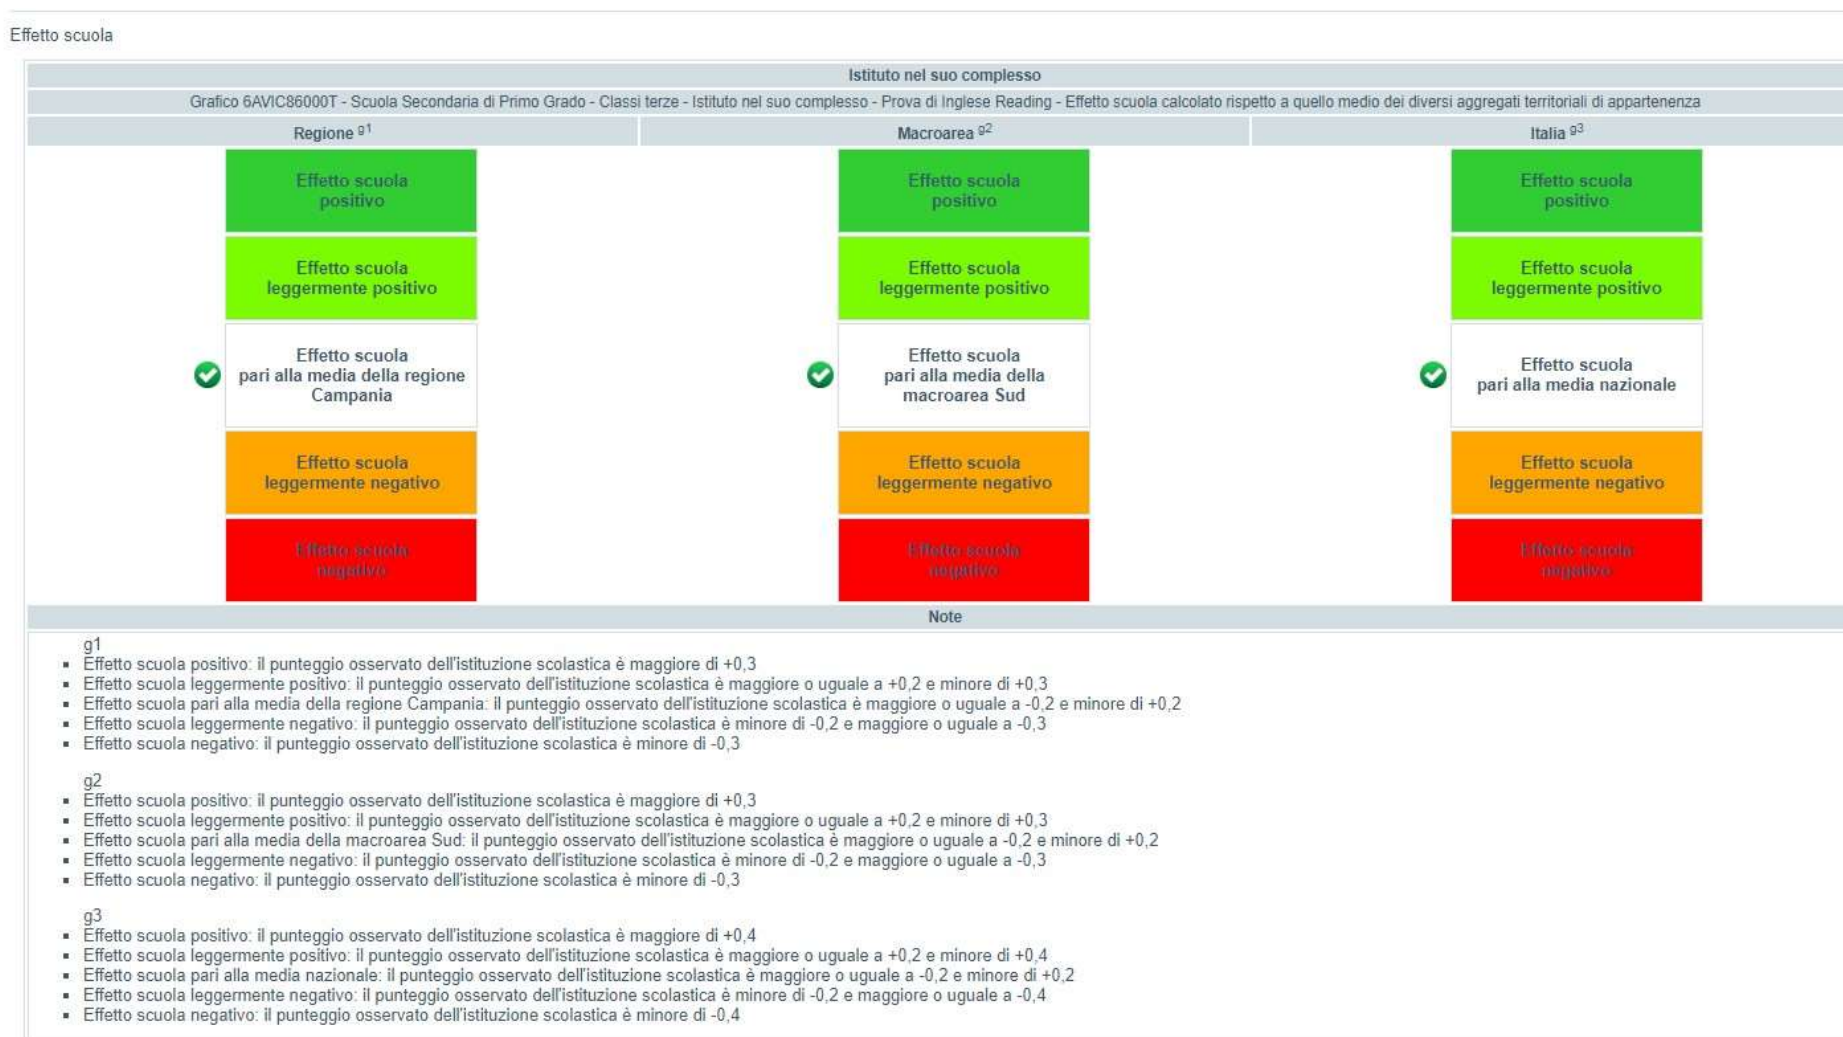 Effetto scuola
Istituto nel suo complesso
Grafico 6AVIC86000T - Scuola Secondaria di Primo Grado - Classi terze - Istituto nel suo complesso - Prova di Inglese Reading - Effetto scuola calcolato rispetto a quello medio dei diversi aggregati territoriali di appartenenza
Regione g1
Macroarea g2
Italia g3
Effetto scuola
positivo
Effetto scuola
positivo
Effetto scuola
positivo
Effetto scuola
leggermente positivo
Effetto scuola
leggermente positivo
Effetto scuola
leggermente positivo
Effetto scuola
pari alla media della regione
Campania
Effetto scuola
pari alla media della
macroarea Sud
Effetto scuola
pari alla media nazionale
Effetto scuola
leggermente negativo
Effetto scuola
leggermente negativo
Effetto scuola
leggermente negativo
Effetto scuola
negativo
Effetto scuola
negativo
Effetto scuola
negativo
Note
g1
▪ Effetto scuola positivo: il punteggio osservato dell'istituzione scolastica è maggiore di +0,3
▪ Effetto scuola leggermente positivo: il punteggio osservato dell'istituzione scolastica è maggiore o uguale a +0,2 e minore di +0,3
▪ Effetto scuola pari alla media della regione Campania: il punteggio osservato dell'istituzione scolastica è maggiore o uguale a -0,2 e minore di +0,2
▪ Effetto scuola leggermente negativo: il punteggio osservato dell'istituzione scolastica è minore di -0,2 e maggiore o uguale a -0,3
▪ Effetto scuola negativo: il punteggio osservato dell'istituzione scolastica è minore di -0,3
g2
▪ Effetto scuola positivo: il punteggio osservato dell'istituzione scolastica è maggiore di +0,3
▪ Effetto scuola leggermente positivo: il punteggio osservato dell'istituzione scolastica è maggiore o uguale a +0,2 e minore di +0,3
▪ Effetto scuola pari alla media della macroarea Sud: il punteggio osservato dell'istituzione scolastica è maggiore o uguale a -0,2 e minore di +0,2
▪ Effetto scuola leggermente negativo: il punteggio osservato dell'istituzione scolastica è minore di -0,2 e maggiore o uguale a -0,3
▪ Effetto scuola negativo: il punteggio osservato dell'istituzione scolastica è minore di -0,3
g3
▪ Effetto scuola positivo: il punteggio osservato dell'istituzione scolastica è maggiore di +0,4
▪ Effetto scuola leggermente positivo: il punteggio osservato dell'istituzione scolastica è maggiore o uguale a +0,2 e minore di +0,4
▪ Effetto scuola pari alla media nazionale: il punteggio osservato dell'istituzione scolastica è maggiore o uguale a -0,2 e minore di +0,2
▪ Effetto scuola leggermente negativo: il punteggio osservato dell'istituzione scolastica è minore di -0,2 e maggiore o uguale a -0,4
▪ Effetto scuola negativo: il punteggio osservato dell'istituzione scolastica è minore di -0,4